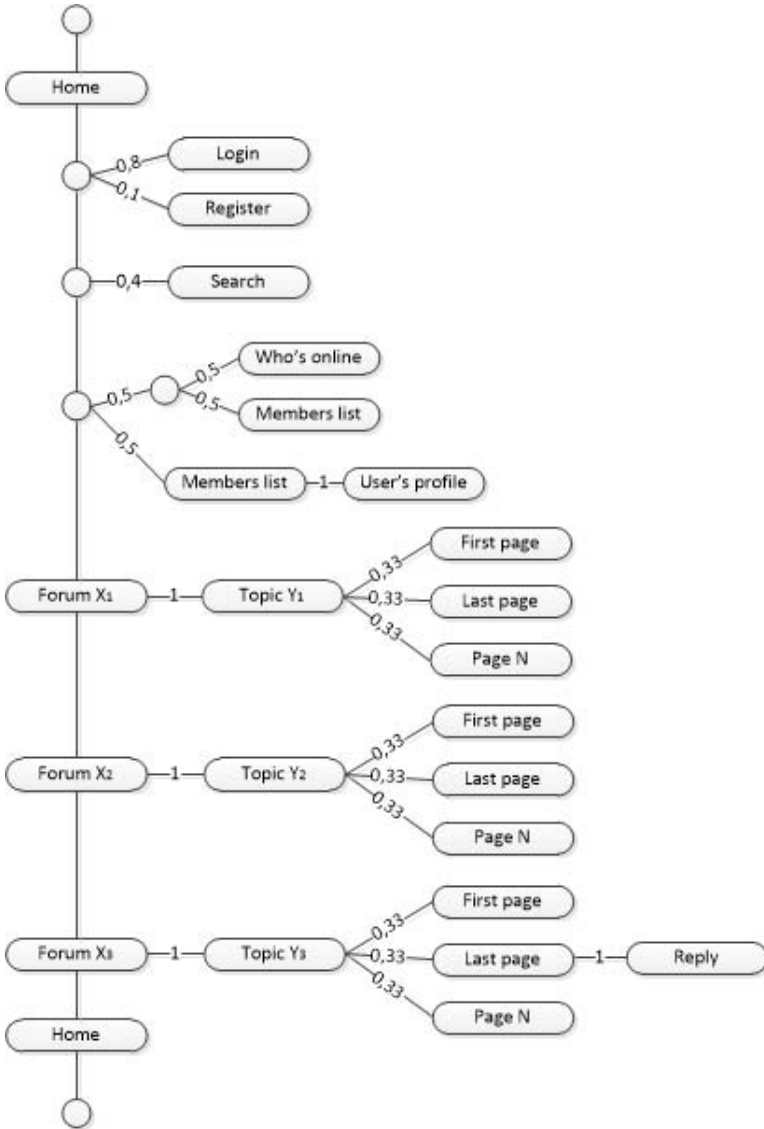 Home
0,8
Login
0,1
Register
0,4
Search
0,5
0,5
Who's online
0,5
Members list
0,5
Members list
1
User's profile
Forum X₁
1
Topic Y₁
0,33
First page
0,33
Last page
0,33
Page N
Forum X₂
1
Topic Y₂
0,33
First page
0,33
Last page
0,33
Page N
Forum X₃
1
Topic Y₃
0,33
First page
0,33
Last page
1
Reply
0,33
Page N
Home